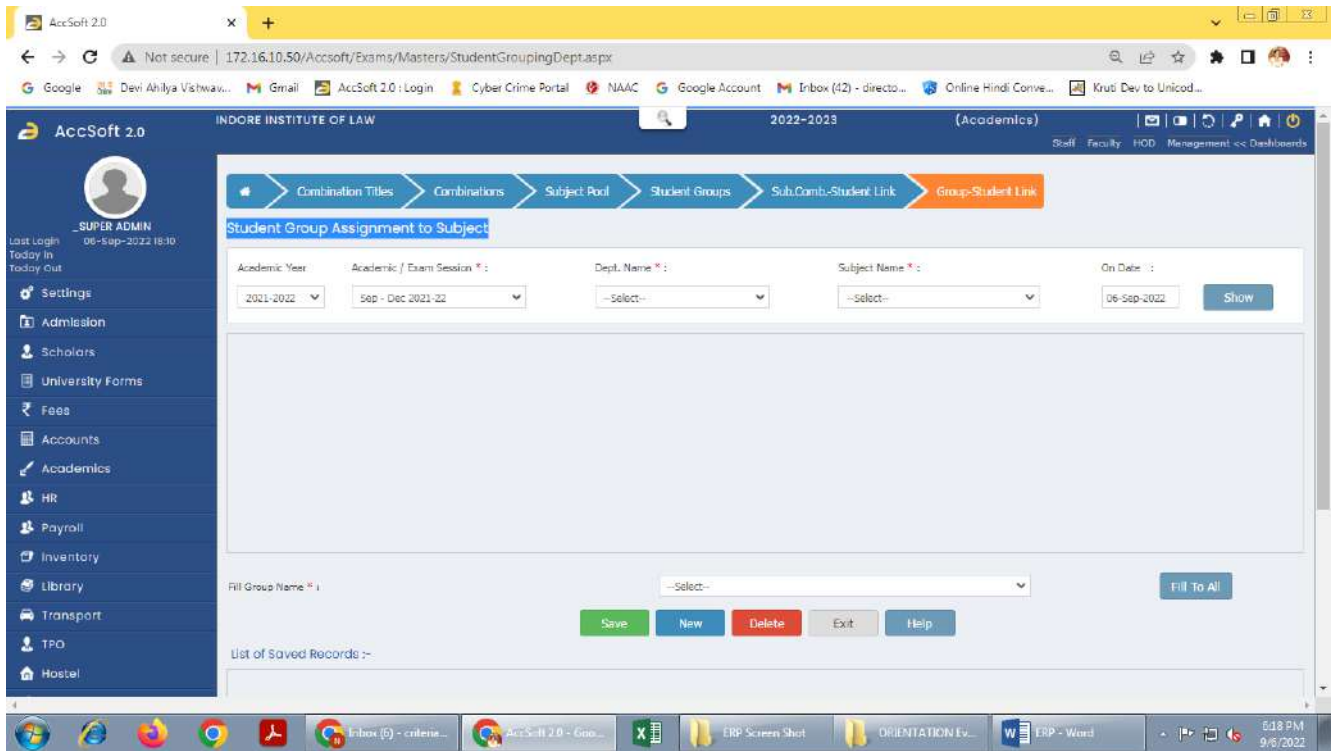 AccSoft 2.0
Not secure | 172.16.10.50/Accsoft/Exams/Masters/StudentGroupingDept.aspx
Google Devi Ahilya Vishwav... Gmail AccSoft 2.0 : Login Cyber Crime Portal NAAC Google Account Inbox (42) - directo... Online Hindi Conve... Kruti Dev to Unicod...
AccSoft 2.0
INDORE INSTITUTE OF LAW 2022-2023 (Academics)
Staff Faculty HOD Management << Dashboards
Combination Titles Combinations Subject Pool Student Groups Sub.Comb.-Student Link Group-Student Link
_SUPER ADMIN
Last Login 06-Sep-2022 18:10
Today In
Today Out
Student Group Assignment to Subject
Academic Year Academic / Exam Session * : Dept. Name * : Subject Name * : On Date :
2021-2022 Sep - Dec 2021-22 --Select-- --Select-- 06-Sep-2022 Show
Settings
Admission
Scholars
University Forms
Fees
Accounts
Academics
HR
Payroll
Inventory
Library
Transport
TPO
Hostel
Fill Group Name * : --Select-- Fill To All
Save New Delete Exit Help
List of Saved Records :-
Inbox (6) - criteria... AccSoft 2.0 - Goo... ERP Screen Shot ORIENTATION Ev... ERP - Word
6:18 PM
9/6/2022